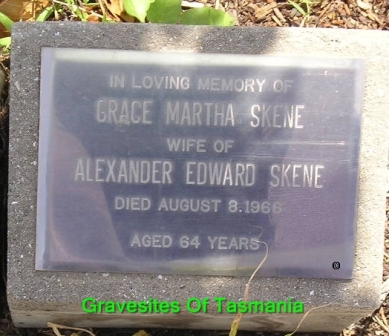 IN LOVING MEMORY OF
GRACE MARTHA SKENE
WIFE OF
ALEXANDER EDWARD SKENE
DIED AUGUST 8.1966
AGED 64 YEARS
Gravesites Of Tasmania